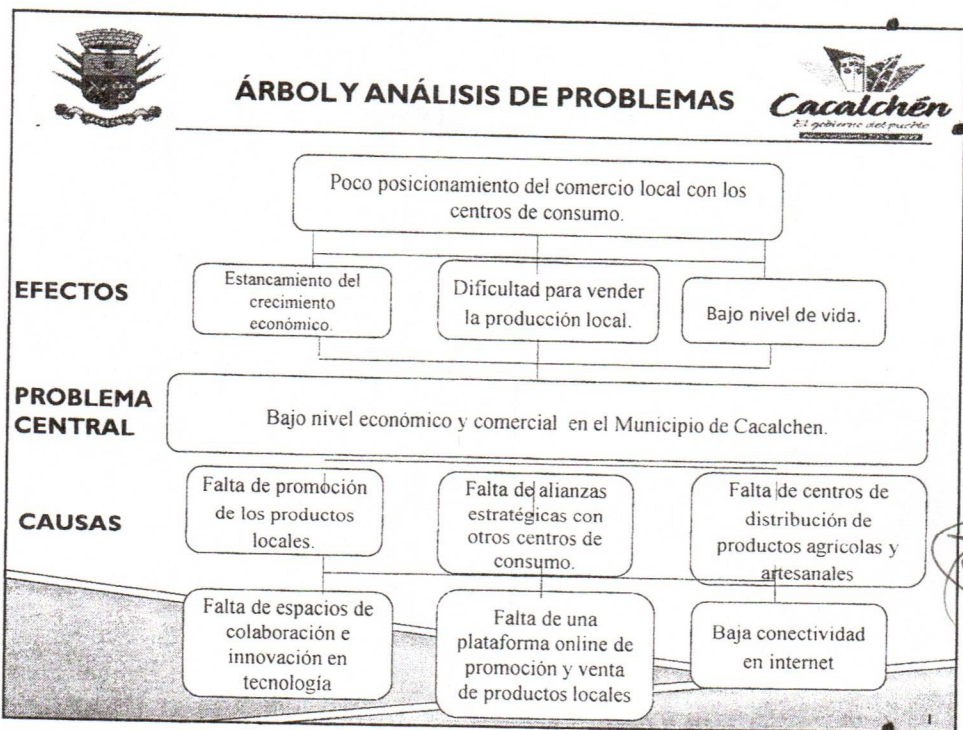 ÁRBOL Y ANÁLISIS DE PROBLEMAS
Cacalchén
El gobierno del pueblo
Poco posicionamiento del comercio local con los
centros de consumo.
EFECTOS
Estancamiento del
crecimiento
económico.
Dificultad para vender
la producción local.
Bajo nivel de vida.
PROBLEMA
CENTRAL
Bajo nivel económico y comercial en el Municipio de Cacalchen.
CAUSAS
Falta de promoción
de los productos
locales.
Falta de alianzas
estratégicas con
otros centros de
consumo.
Falta de centros de
distribución de
productos agrícolas y
artesanales
Falta de espacios de
colaboración e
innovación en
tecnología
Falta de una
plataforma online de
promoción y venta
de productos locales
Baja conectividad
en internet
1